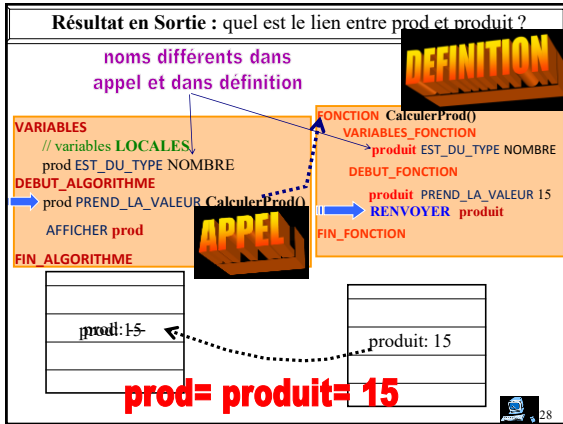 Résultat en Sortie : quel est le lien entre prod et produit ?
noms différents dans
appel et dans définition
DEFINITION
VARIABLES
// variables LOCALES
prod EST_DU_TYPE NOMBRE
DEBUT_ALGORITHME
prod PREND_LA_VALEUR CalculerProd()
AFFICHER prod
FIN_ALGORITHME
APPEL
FONCTION CalculerProd()
VARIABLES_FONCTION
produit EST_DU_TYPE NOMBRE
DEBUT_FONCTION
produit PREND_LA_VALEUR 15
RENVOYER produit
FIN_FONCTION
prod: 15
produit: 15
prod= produit= 15
28